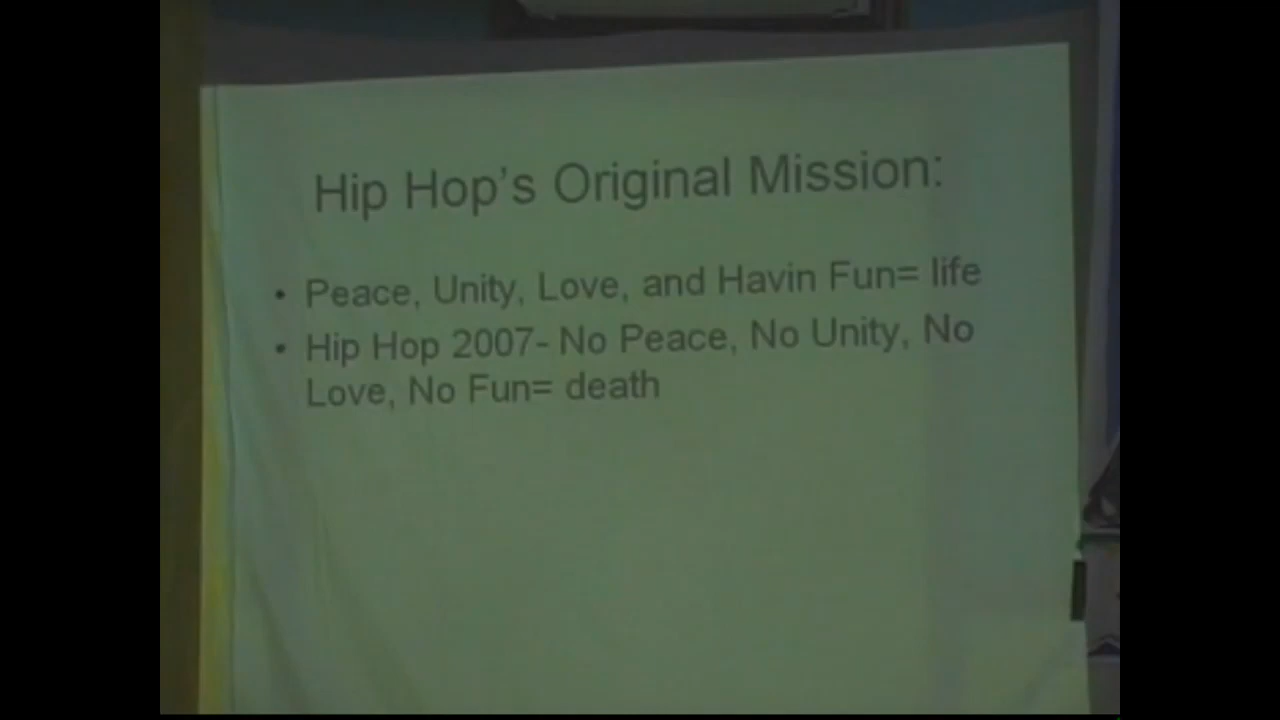 Hip Hop's Original Mission:
• Peace, Unity, Love, and Havin Fun= life
• Hip Hop 2007- No Peace, No Unity, No
Love, No Fun= death